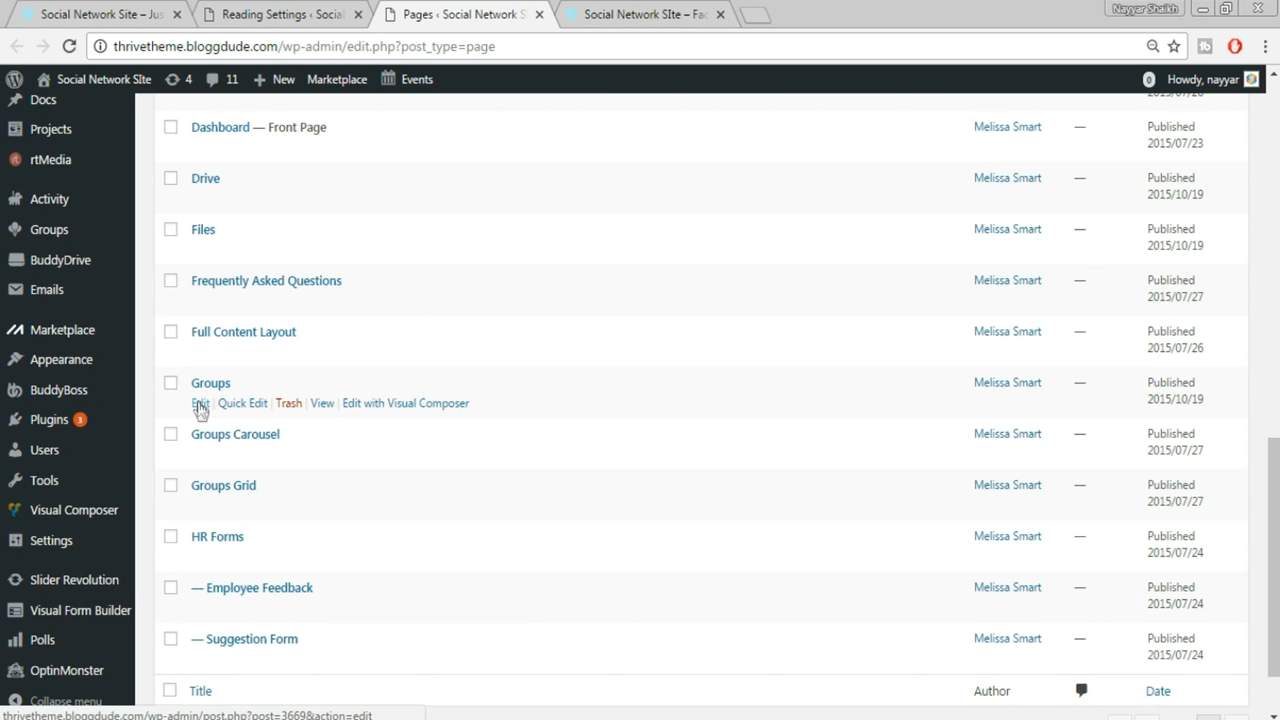 Social Network Site – Jus
Reading Settings ‹ Social
Pages ‹ Social Network S
Social Network SIte – Fac
Nayyar Shaikh
thrivetheme.bloggdude.com/wp-admin/edit.php?post_type=page
Social Network SIte
4
11
New
Marketplace
Events
0
Howdy, nayyar
Docs
Projects
rtMedia
Activity
Groups
BuddyDrive
Emails
Marketplace
Appearance
BuddyBoss
Plugins 3
Users
Tools
Visual Composer
Settings
Slider Revolution
Visual Form Builder
Polls
OptinMonster
Collapse menu
Dashboard — Front Page
Melissa Smart
—
Published
2015/07/23
Drive
Melissa Smart
—
Published
2015/10/19
Files
Melissa Smart
—
Published
2015/10/19
Frequently Asked Questions
Melissa Smart
—
Published
2015/07/27
Full Content Layout
Melissa Smart
—
Published
2015/07/26
Groups
Edit | Quick Edit | Trash | View | Edit with Visual Composer
Melissa Smart
—
Published
2015/10/19
Groups Carousel
Melissa Smart
—
Published
2015/07/27
Groups Grid
Melissa Smart
—
Published
2015/07/27
HR Forms
Melissa Smart
—
Published
2015/07/24
— Employee Feedback
Melissa Smart
—
Published
2015/07/24
— Suggestion Form
Melissa Smart
—
Published
2015/07/24
Title
Author
Date
thrivetheme.bloggdude.com/wp-admin/post.php?post=3669&action=edit